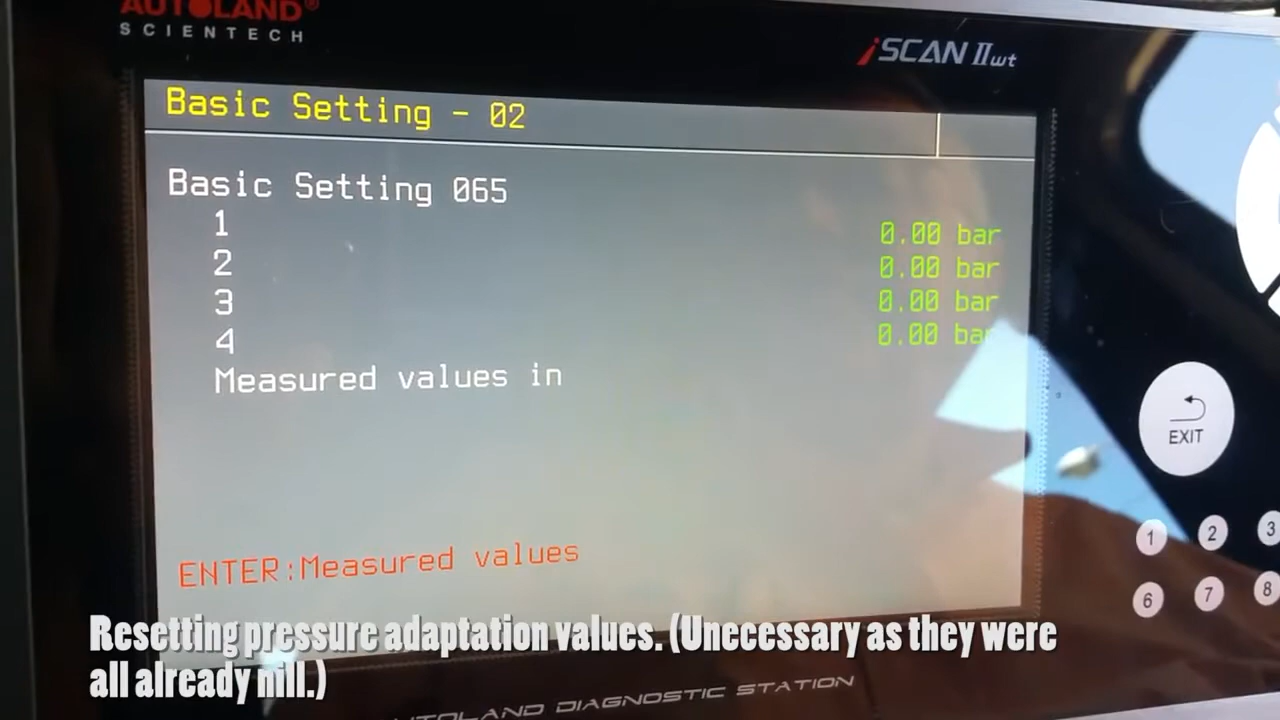 AUTOLAND®
SCIENTECH
iSCAN IIwt
Basic Setting - 02
Basic Setting 065
1 0.00 bar
2 0.00 bar
3 0.00 bar
4 0.00 bar
Measured values in
EXIT
1 2 3
6 7 8
ENTER:Measured values
Resetting pressure adaptation values. (Unecessary as they were
all already nill.)
AUTOLAND DIAGNOSTIC STATION